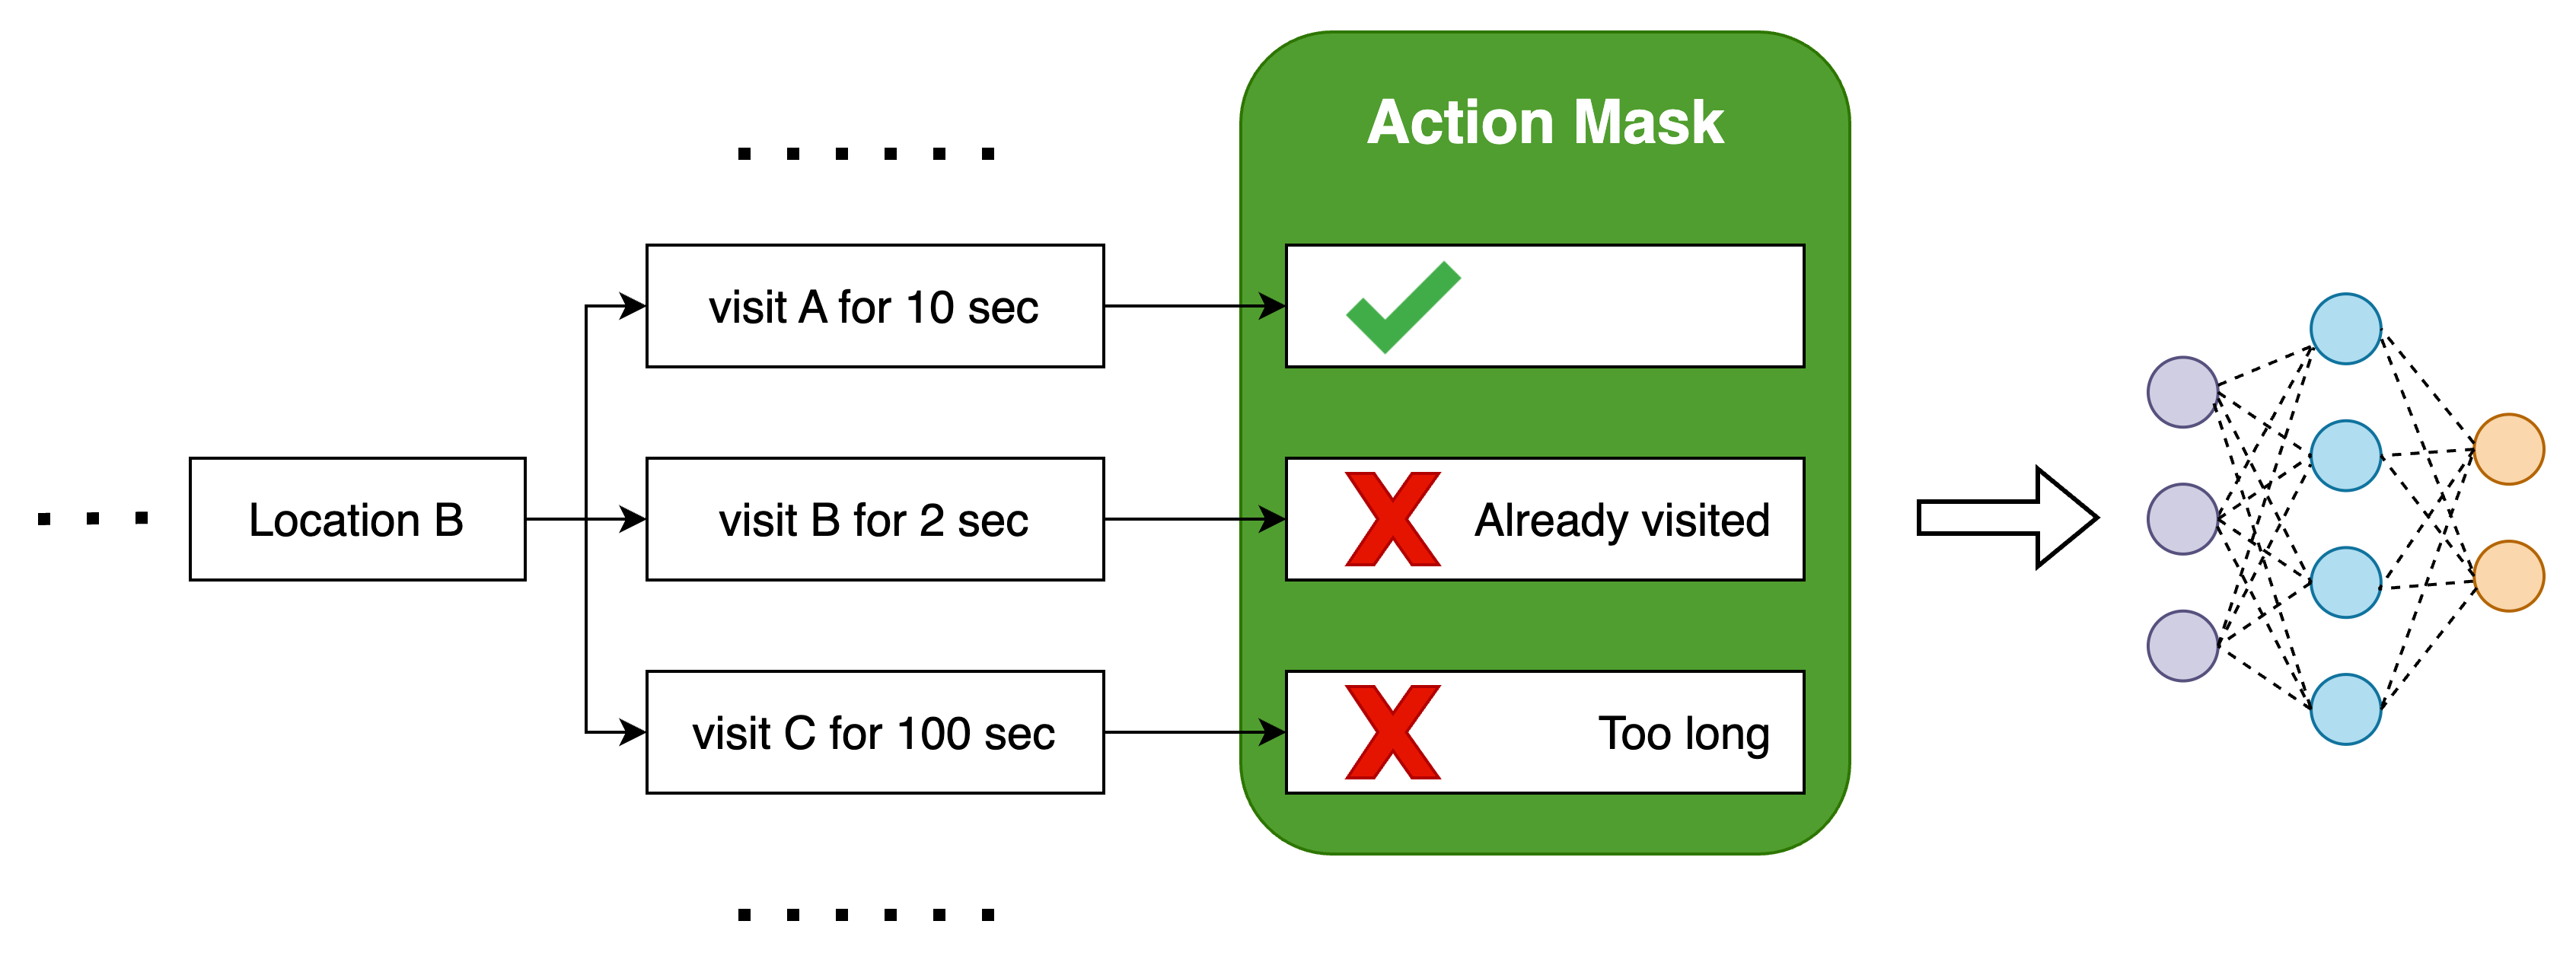 Action Mask
visit A for 10 sec
Location B
visit B for 2 sec
Already visited
visit C for 100 sec
Too long